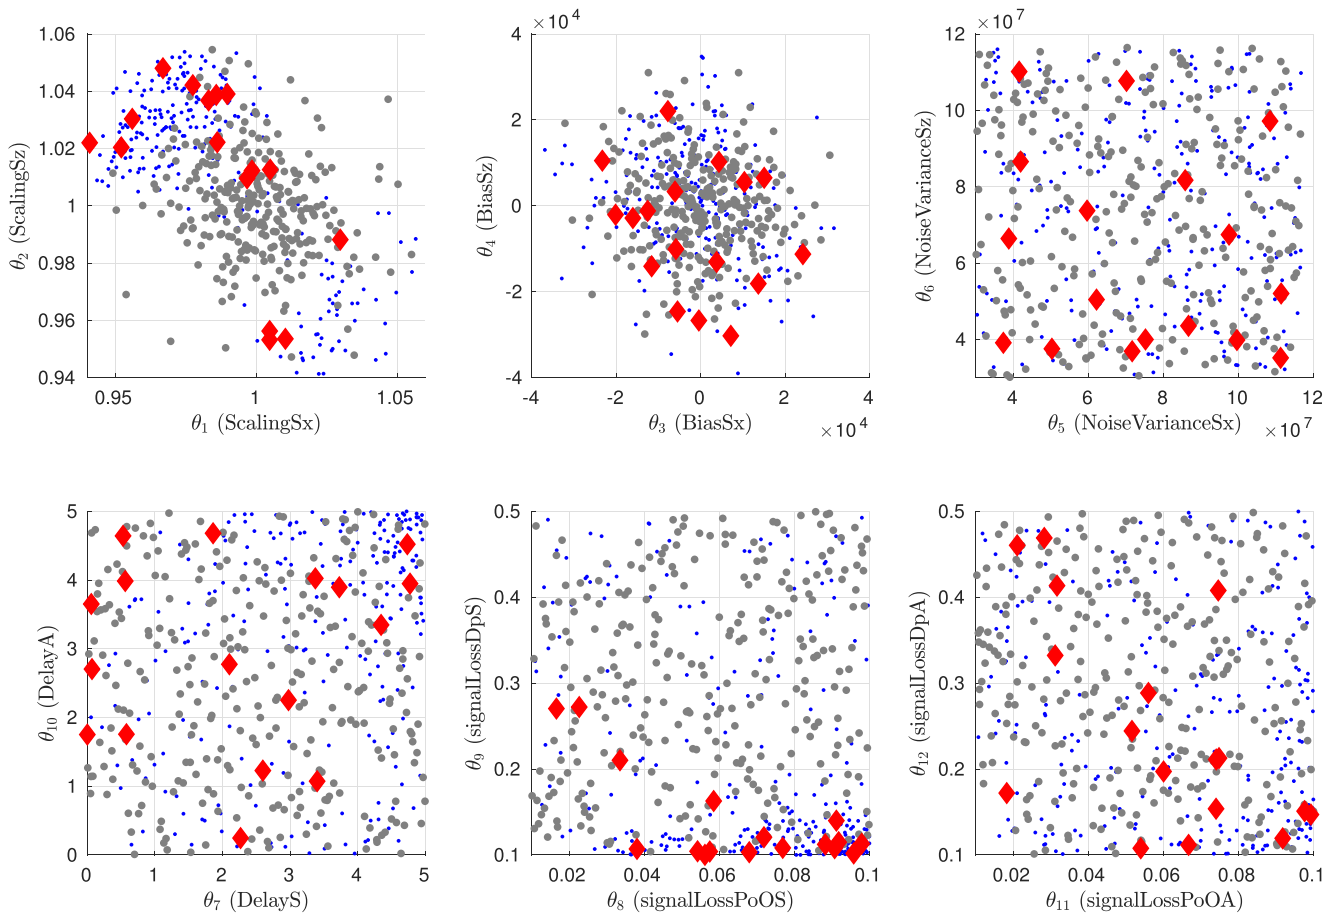 1.06
1.04
1.02
1
0.98
0.96
0.94
θ2 (ScalingSz)
0.95 1 1.05
θ1 (ScalingSx)
×10^4
4
2
0
-2
-4
θ4 (BiasSz)
-4 -2 0 2 4
θ3 (BiasSx)
×10^4
×10^7
12
10
8
6
4
θ6 (NoiseVarianceSz)
4 6 8 10 12
θ5 (NoiseVarianceSx)
×10^7
5
4
3
2
1
0
θ10 (DelayA)
0 1 2 3 4 5
θ7 (DelayS)
0.5
0.4
0.3
0.2
0.1
θ9 (signalLossDpS)
0.02 0.04 0.06 0.08 0.1
θ8 (signalLossPoOS)
0.5
0.4
0.3
0.2
0.1
θ12 (signalLossDpA)
0.02 0.04 0.06 0.08 0.1
θ11 (signalLossPoOA)